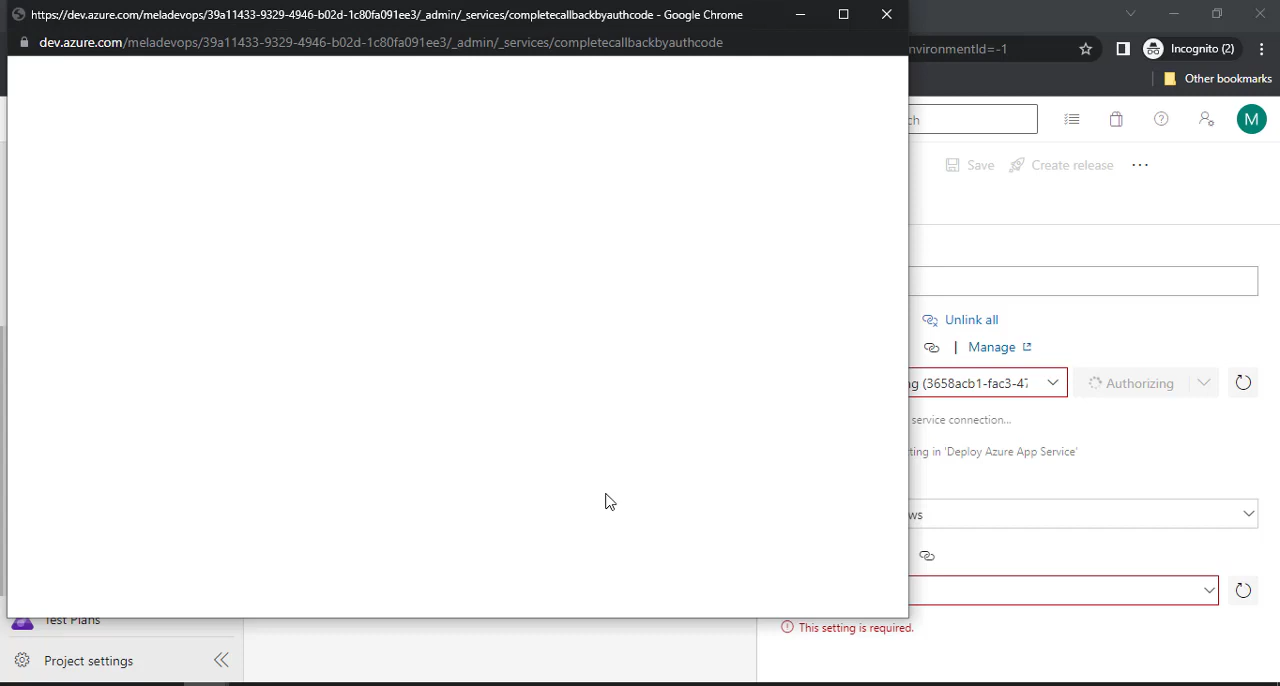 https://dev.azure.com/meladevops/39a11433-9329-4946-b02d-1c80fa091ee3/_admin/_services/completecallbackbyauthcode - Google Chrome
dev.azure.com/meladevops/39a11433-9329-4946-b02d-1c80fa091ee3/_admin/_services/completecallbackbyauthcode
nvironmentId=-1
Incognito (2)
Other bookmarks
ch
M
Save
Create release
Unlink all
| Manage
g (3658acb1-fac3-47
Authorizing
service connection...
ting in 'Deploy Azure App Service'
ws
This setting is required.
Test Plans
Project settings